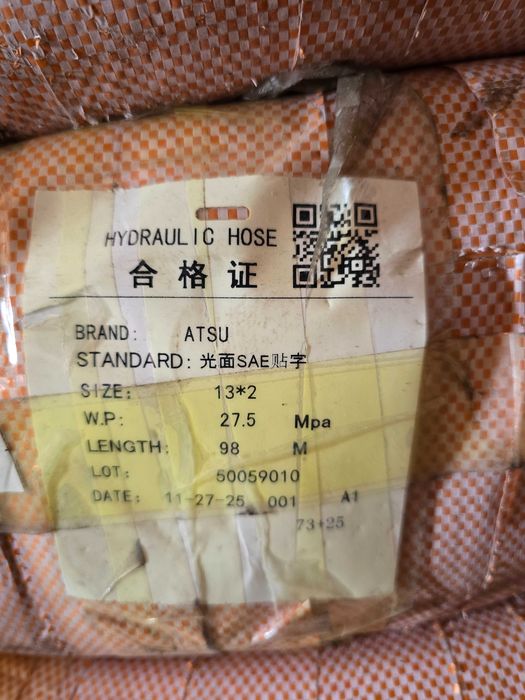 HYDRAULIC HOSE
合格证
BRAND: ATSU
STANDARD: 光面SAE贴字
SIZE: 13*2
W.P: 27.5 Mpa
LENGTH: 98 M
LOT: 50059010
DATE: 11-27-25 001 A1
73+25